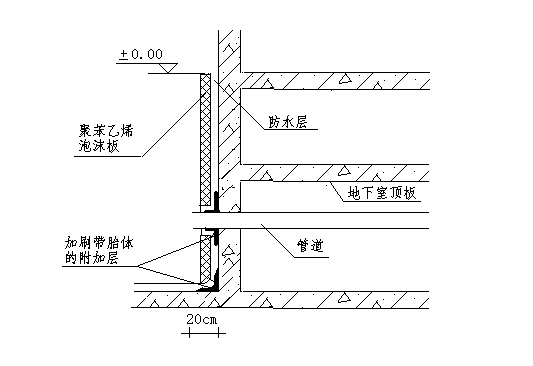 ±0.00
聚苯乙烯
泡沫板
防水层
地下室顶板
加刷带胎体
的附加层
管道
20cm